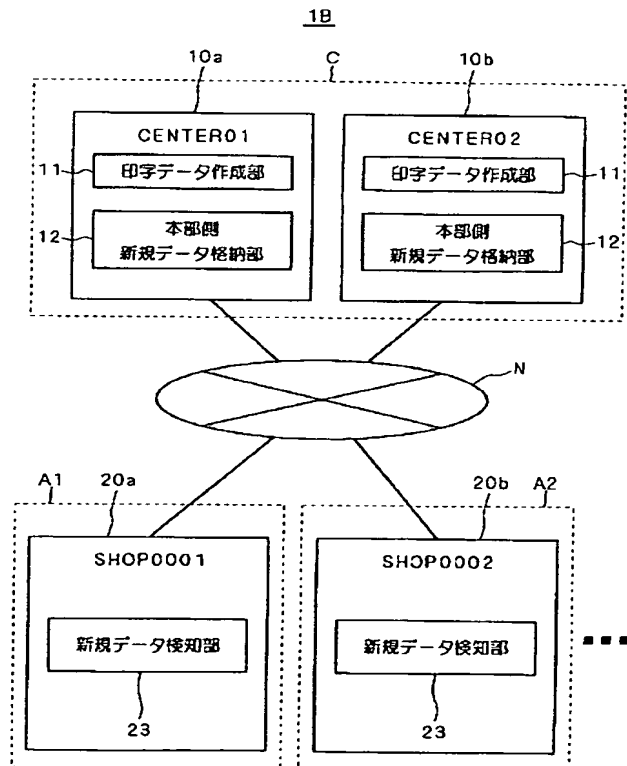 1B
10a
C
10b
CENTER01
CENTER02
11
印字データ作成部
印字データ作成部
11
12
本部側
新規データ格納部
本部側
新規データ格納部
12
N
A1
20a
20b
A2
SHOP0001
SHOP0002
新規データ検知部
新規データ検知部
23
23